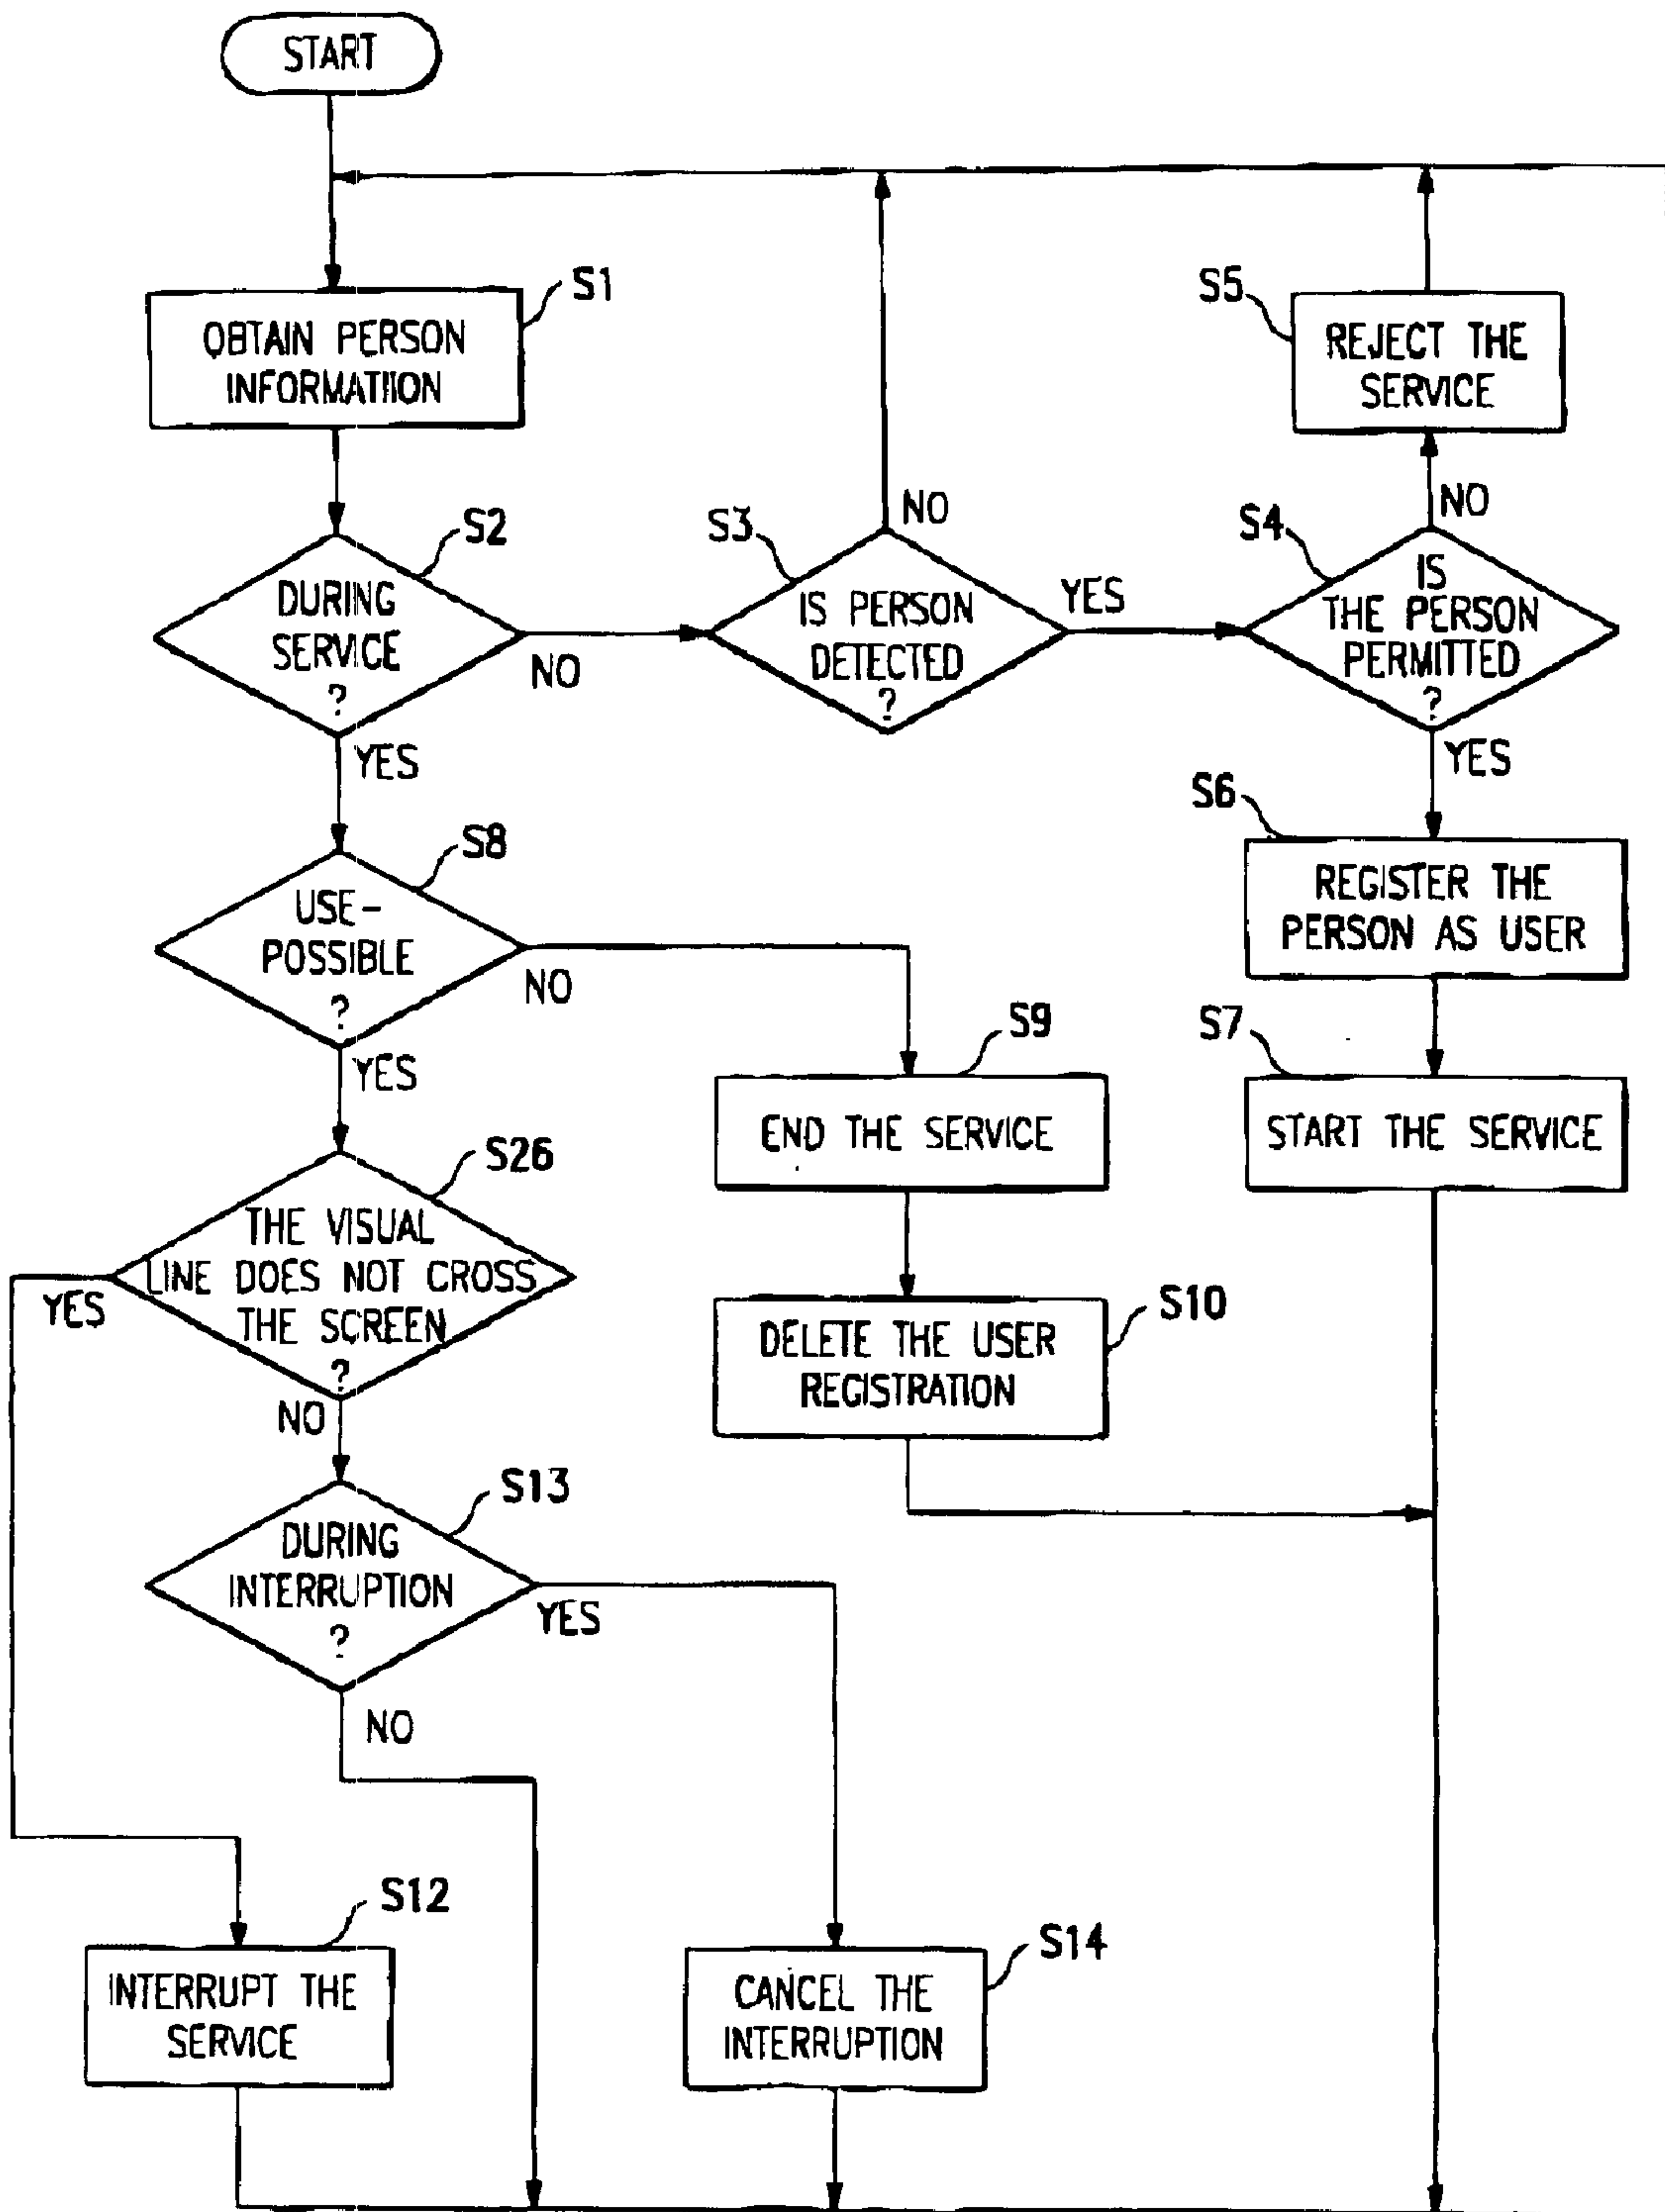 START
S1
OBTAIN PERSON
INFORMATIION
S5
REJECT THE
SERVICE
NO
S2
DURING
SERVICE
?
NO
YES
S3
NO
IS PERSON
DETECTED
?
YES
S4
IS
THE PERSON
PERMITTED
?
YES
S6
REGISTER THE
PERSON AS USER
S7
START THE SERVICE
S8
USE-
POSSIBLE
?
NO
YES
S9
END THE SERVICE
S10
DELETE THE USER
REGISTRATION
S26
THE VISUAL
LINE DOES NOT CROSS
THE SCREEN
?
YES
NO
S13
DURING
INTERRUPTION
?
YES
NO
S12
INTERRUPT THE
SERVICE
S14
CANCEL THE
INTERRUPTION